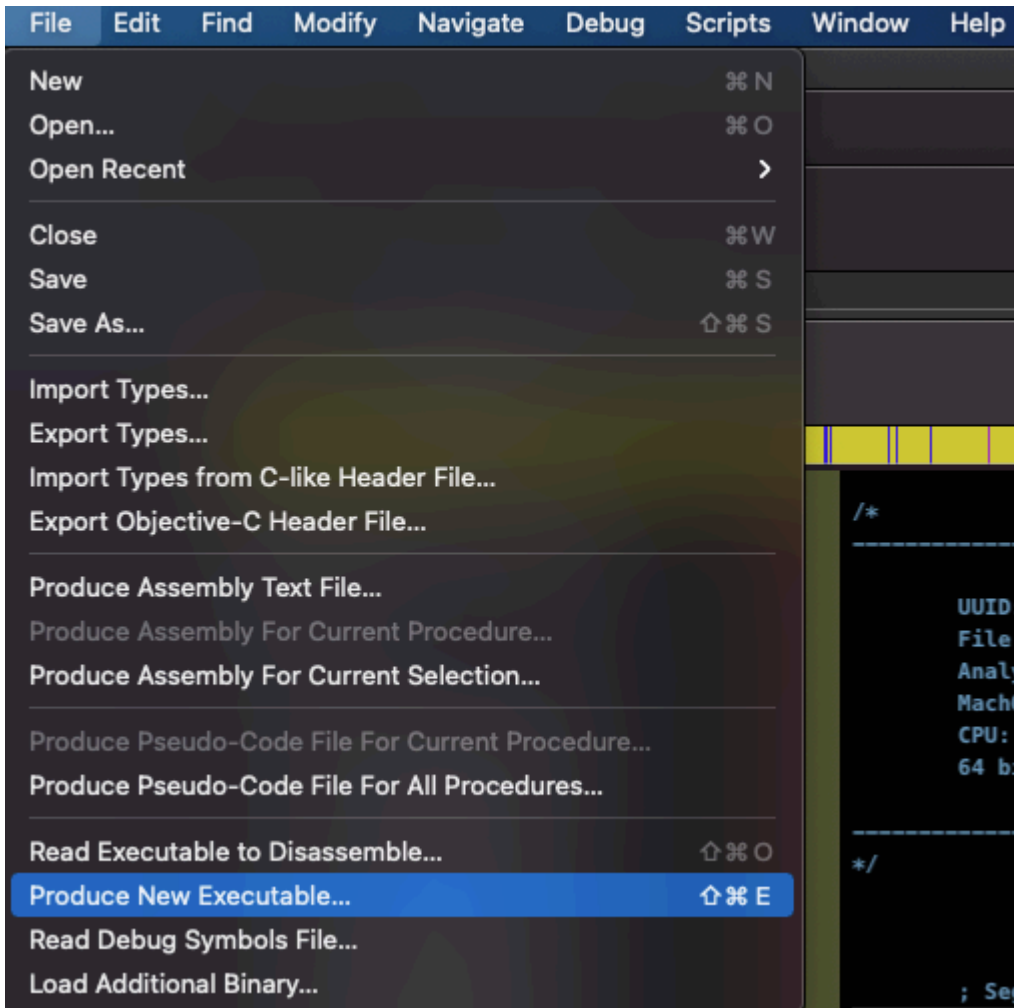 File Edit Find Modify Navigate Debug Scripts Window Help
New ⌘ N
Open... ⌘ O
Open Recent
Close ⌘ W
Save ⌘ S
Save As... ⇧ ⌘ S
Import Types...
Export Types...
Import Types from C-like Header File...
Export Objective-C Header File...
Produce Assembly Text File...
Produce Assembly For Current Procedure...
Produce Assembly For Current Selection...
Produce Pseudo-Code File For Current Procedure...
Produce Pseudo-Code File For All Procedures...
Read Executable to Disassemble... ⇧ ⌘ O
Produce New Executable... ⇧ ⌘ E
Read Debug Symbols File...
Load Additional Binary...
/*
UUID
File
Analy
Mach
CPU:
64 b
*/
; Se